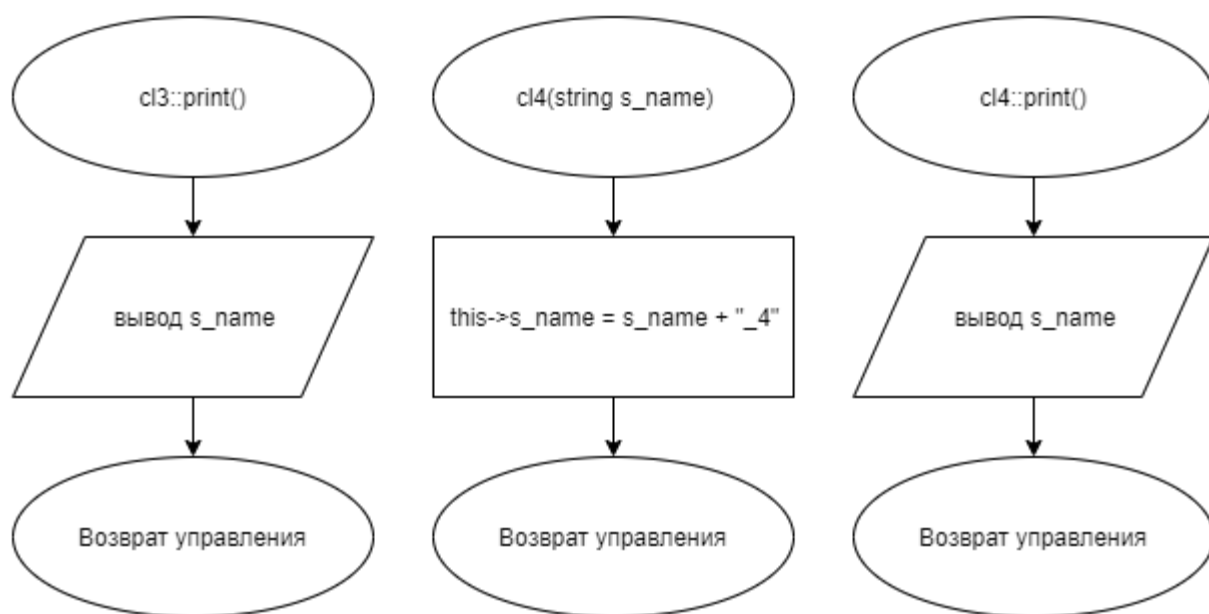 cl3::print()
cl4(string s_name)
cl4::print()
вывод s_name
this->s_name = s_name + "_4"
вывод s_name
Возврат управления
Возврат управления
Возврат управления